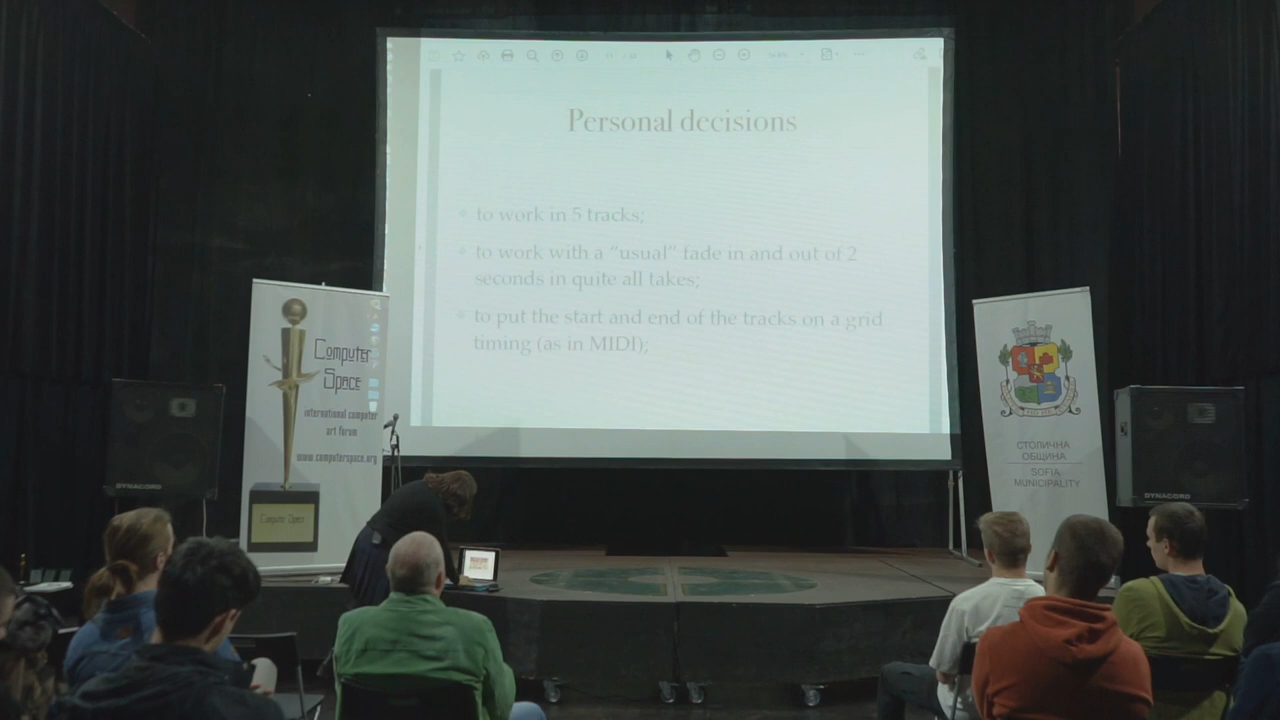 Personal decisions
to work in 5 tracks;
to work with a “usual” fade in and out of 2
seconds in quite all takes;
to put the start and end of the tracks on a grid
timing (as in MIDI);
Computer
Space
international computer
art forum
www.computerspace.org
Computer Space
СТОЛИЧНА
ОБЩИНА
SOFIA
MUNICIPALITY
DYNACORD
DYNACORD